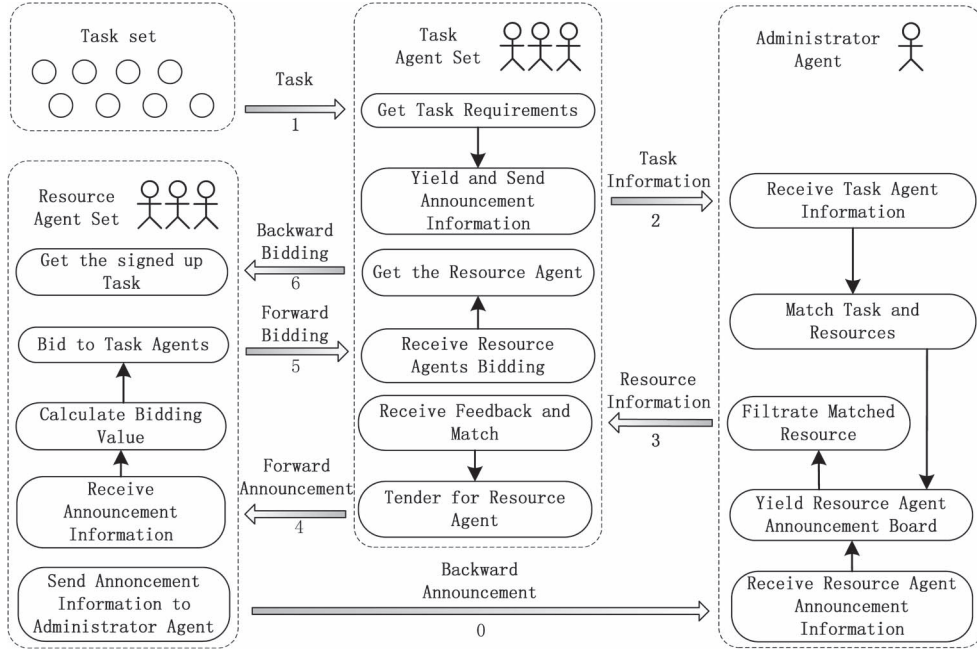 Task set
Task
1
Task
Agent Set
Get Task Requirements
Yield and Send
Announcement
Information
Get the Resource Agent
Receive Resource
Agents Bidding
Receive Feedback and
Match
Tender for Resource
Agent
Task
Information
2
Administrator
Agent
Receive Task Agent
Information
Match Task and
Resources
Filtrate Matched
Resource
Yield Resource Agent
Announcement Board
Receive Resource Agent
Announcement
Information
Resource
Information
3
Resource
Agent Set
Get the signed up
Task
Bid to Task Agents
Calculate Bidding
Value
Receive
Announcement
Information
Send Annoncement
Information to
Administrator Agent
Backward
Bidding
6
Forward
Bidding
5
Forward
Announcement
4
Backward
Announcement
0